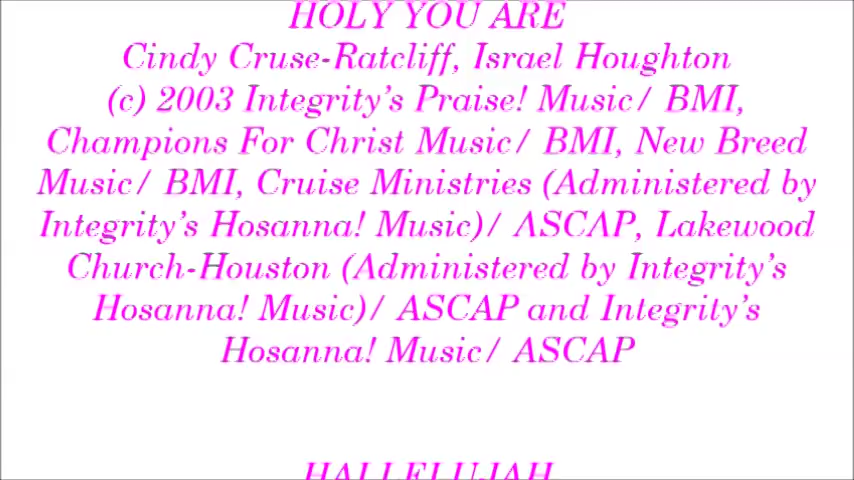 HOLY YOU ARE
Cindy Cruse-Ratcliff, Israel Houghton
(c) 2003 Integrity's Praise! Music/ BMI,
Champions For Christ Music/ BMI, New Breed
Music/ BMI, Cruise Ministries (Administered by
Integrity's Hosanna! Music)/ ASCAP, Lakewood
Church-Houston (Administered by Integrity's
Hosanna! Music)/ ASCAP and Integrity's
Hosanna! Music/ ASCAP
HALLELUJAH